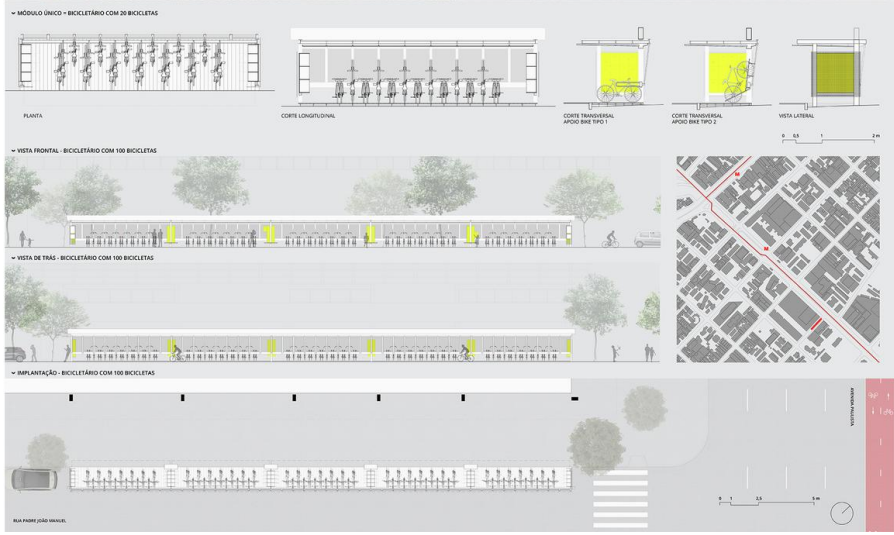 MÓDULO ÚNICO = BICICLETÁRIO COM 20 BICICLETAS
PLANTA
CORTE LONGITUDINAL
CORTE TRANSVERSAL
APOIO BIKE TIPO 1
CORTE TRANSVERSAL
APOIO BIKE TIPO 2
VISTA LATERAL
0 0,5 1 2 m
VISTA FRONTAL - BICICLETÁRIO COM 100 BICICLETAS
M
M
VISTA DE TRÁS - BICICLETÁRIO COM 100 BICICLETAS
IMPLANTAÇÃO - BICICLETÁRIO COM 100 BICICLETAS
AVENIDA PAULISTA
0 1 2,5 5 m
RUA PADRE JOÃO MANUEL